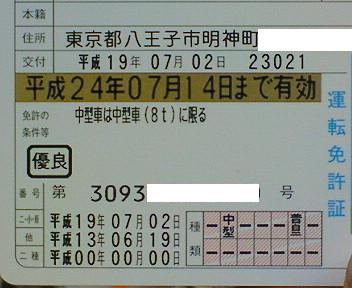 本籍
住所 東京都八王子市明神町
交付 平成19年07月02日 23021
平成24年07月14日まで有効
免許の
条件等
中型車は中型車(8t)に限る
優良
番号 第 3093 号
二・小・原 平成19年07月02日
他 平成13年06月19日
二種 平成00年00月00日
種類 中型 普自二
運転免許証